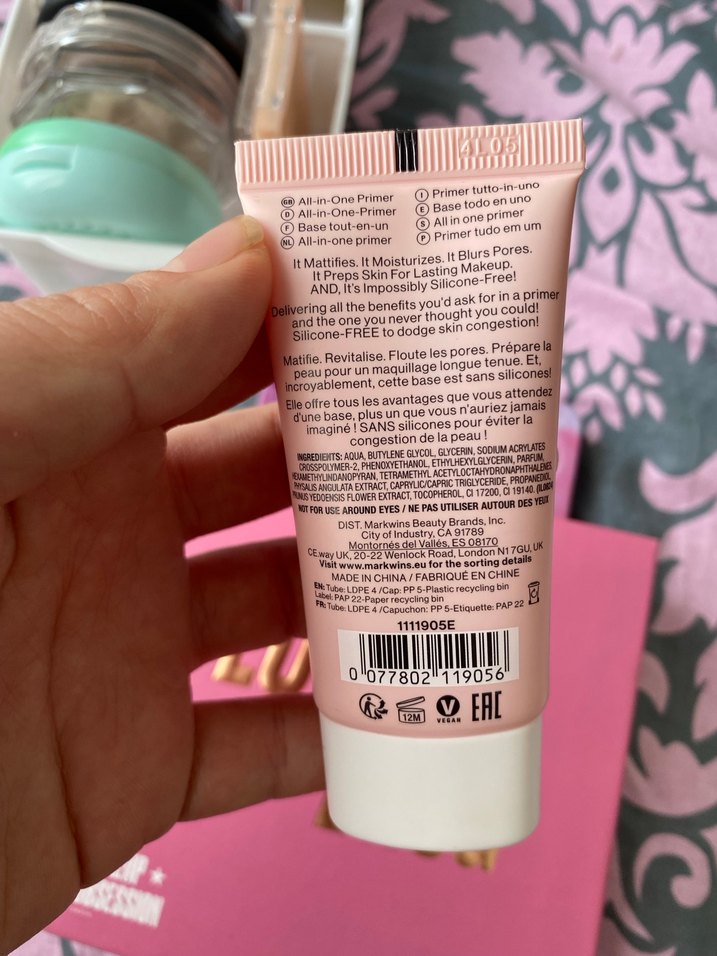 4L05
GB All-in-One Primer
D All-in-One-Primer
F Base tout-en-un
NL All-in-one primer
I Primer tutto-in-uno
E Base todo en uno
S All in one primer
P Primer tudo em um
It Mattifies. It Moisturizes. It Blurs Pores.
It Preps Skin For Lasting Makeup.
AND, It's Impossibly Silicone-Free!
Delivering all the benefits you'd ask for in a primer
and the one you never thought you could!
Silicone-FREE to dodge skin congestion!
Matifie. Revitalise. Floute les pores. Prépare la
peau pour un maquillage longue tenue. Et,
incroyablement, cette base est sans silicones!
Elle offre tous les avantages que vous attendez
d'une base, plus un que vous n'auriez jamais
imaginé ! SANS silicones pour éviter la
congestion de la peau !
INGREDIENTS: AQUA, BUTYLENE GLYCOL, GLYCERIN, SODIUM ACRYLATES
CROSSPOLYMER-2, PHENOXYETHANOL, ETHYLHEXYLGLYCERIN, PARFUM,
HEXAMETHYLINDANOPYRAN, TETRAMETHYL ACETYLOCTAHYDRONAPHTHALENES,
PHYSALIS ANGULATA EXTRACT, CAPRYLIC/CAPRIC TRIGLYCERIDE, PROPANEDIOL,
PRUNUS YEDOENSIS FLOWER EXTRACT, TOCOPHEROL, CI 17200, CI 19140.
NOT FOR USE AROUND EYES / NE PAS UTILISER AUTOUR DES YEUX
DIST. Markwins Beauty Brands, Inc.
City of Industry, CA 91789
Montornés del Vallés, ES 08170
CE.way UK, 20-22 Wenlock Road, London N1 7GU, UK
Visit www.markwins.eu for the sorting details
MADE IN CHINA / FABRIQUÉ EN CHINE
EN: Tube: LDPE 4 /Cap: PP 5-Plastic recycling bin
Label: PAP 22-Paper recycling bin
FR: Tube: LDPE 4 /Capuchon: PP 5-Etiquette: PAP 22
1111905E
0 077802 119056
12M
V
VEGAN
EAC
LU